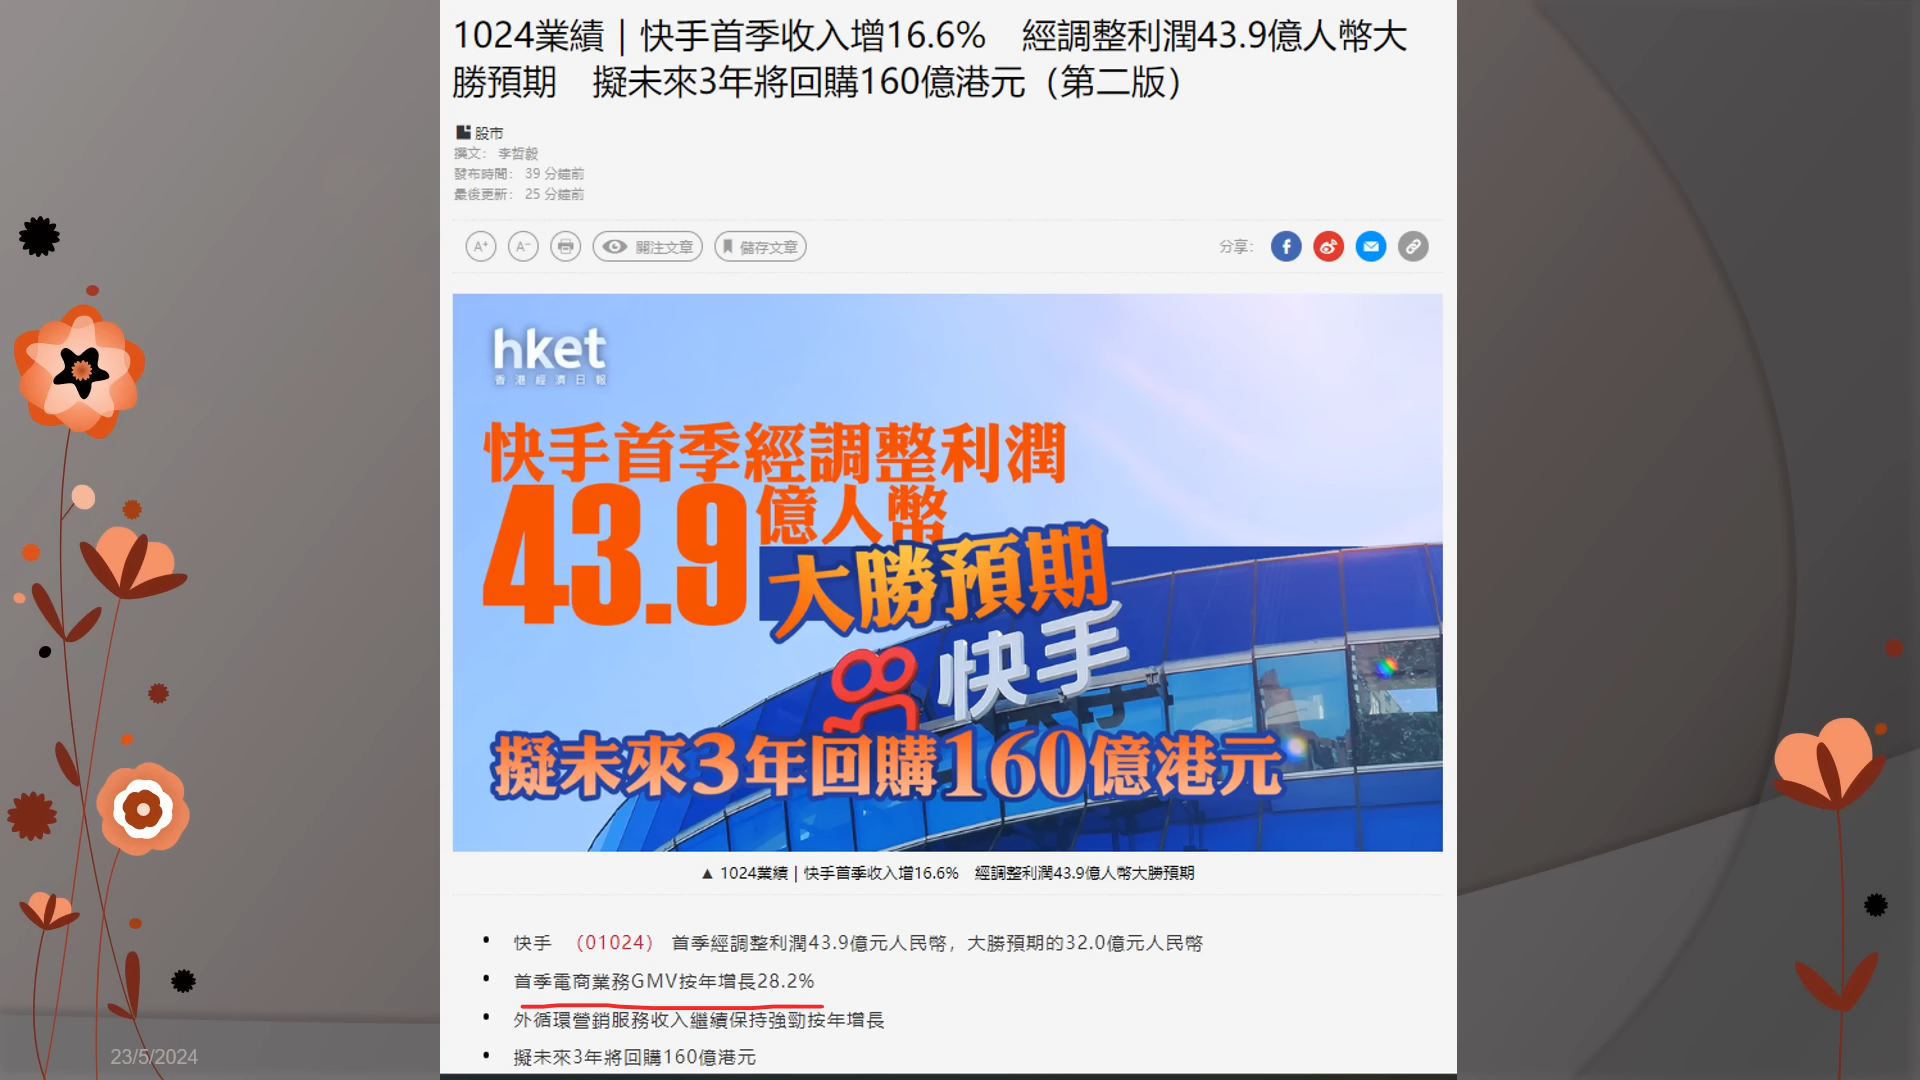 1024業績｜快手首季收入增16.6%　經調整利潤43.9億人幣大
勝預期　擬未來3年將回購160億港元（第二版）
股市
撰文： 李哲毅
發布時間： 39 分鐘前
最後更新： 25 分鐘前
A+ A- 關注文章 儲存文章 分享：
hket
香港經濟日報
快手首季經調整利潤
43.9億人幣
大勝預期
快手
擬未來3年回購160億港元
▲ 1024業績｜快手首季收入增16.6%　經調整利潤43.9億人幣大勝預期
• 快手 （01024） 首季經調整利潤43.9億元人民幣，大勝預期的32.0億元人民幣
• 首季電商業務GMV按年增長28.2%
• 外循環營銷服務收入繼續保持強勁按年增長
• 擬未來3年將回購160億港元
23/5/2024